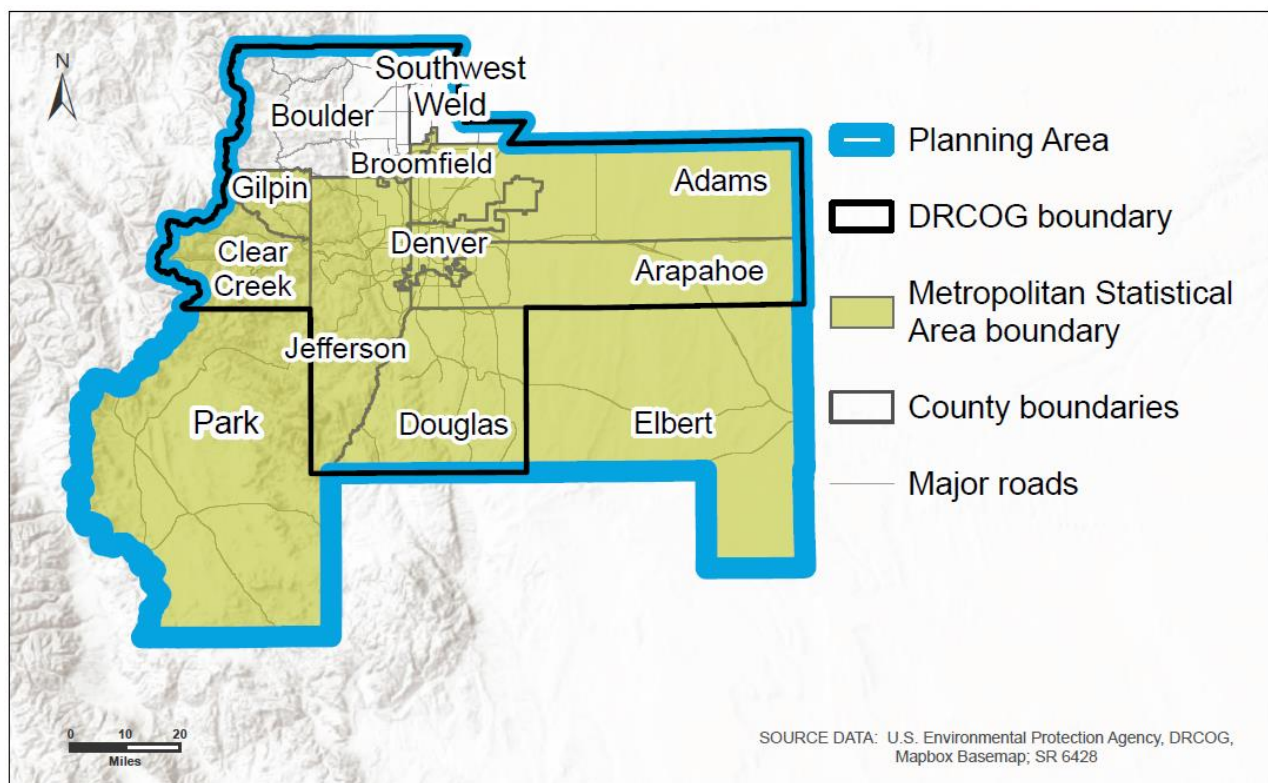 N
Southwest
Weld
Boulder
Broomfield
Gilpin
Adams
Clear
Creek
Denver
Arapahoe
Jefferson
Park
Douglas
Elbert
Planning Area
DRCOG boundary
Metropolitan Statistical
Area boundary
County boundaries
Major roads
0 10 20
Miles
SOURCE DATA: U.S. Environmental Protection Agency, DRCOG,
Mapbox Basemap; SR 6428